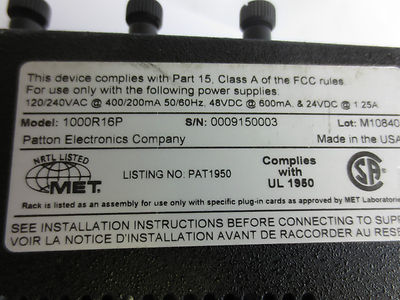 This device complies with Part 15, Class A of the FCC rules.
For use only with the following power supplies.
120/240VAC @ 400/200mA 50/60Hz, 48VDC @ 600mA, & 24VDC @ 1.25A
Model: 1000R16P S/N: 0009150003 Lot: M10840
Patton Electronics Company Made in the USA
NRTL LISTED
MET LISTING NO: PAT1950 Complies with UL 1950 SA
Rack is listed as an assembly for use only with specific plug-in cards as approved by MET Laboratorie
SEE INSTALLATION INSTRUCTIONS BEFORE CONNECTING TO SUPP
VOIR LA NOTICE D'INSTALLATION AVANT DE RACCORDER AU RESE